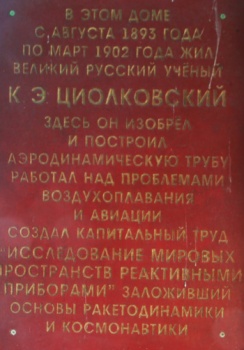 В ЭТОМ ДОМЕ
С АВГУСТА 1893 ГОДА
ПО МАРТ 1902 ГОДА ЖИЛ
ВЕЛИКИЙ РУССКИЙ УЧЕНЫЙ
К. Э. ЦИОЛКОВСКИЙ
ЗДЕСЬ ОН ИЗОБРЕЛ
И ПОСТРОИЛ
АЭРОДИНАМИЧЕСКУЮ ТРУБУ
РАБОТАЛ НАД ПРОБЛЕМАМИ
ВОЗДУХОПЛАВАНИЯ
И АВИАЦИИ
СОЗДАЛ КАПИТАЛЬНЫЙ ТРУД
"ИССЛЕДОВАНИЕ МИРОВЫХ
ПРОСТРАНСТВ РЕАКТИВНЫМИ
ПРИБОРАМИ" ЗАЛОЖИВШИЙ
ОСНОВЫ РАКЕТОДИНАМИКИ
И КОСМОНАВТИКИ